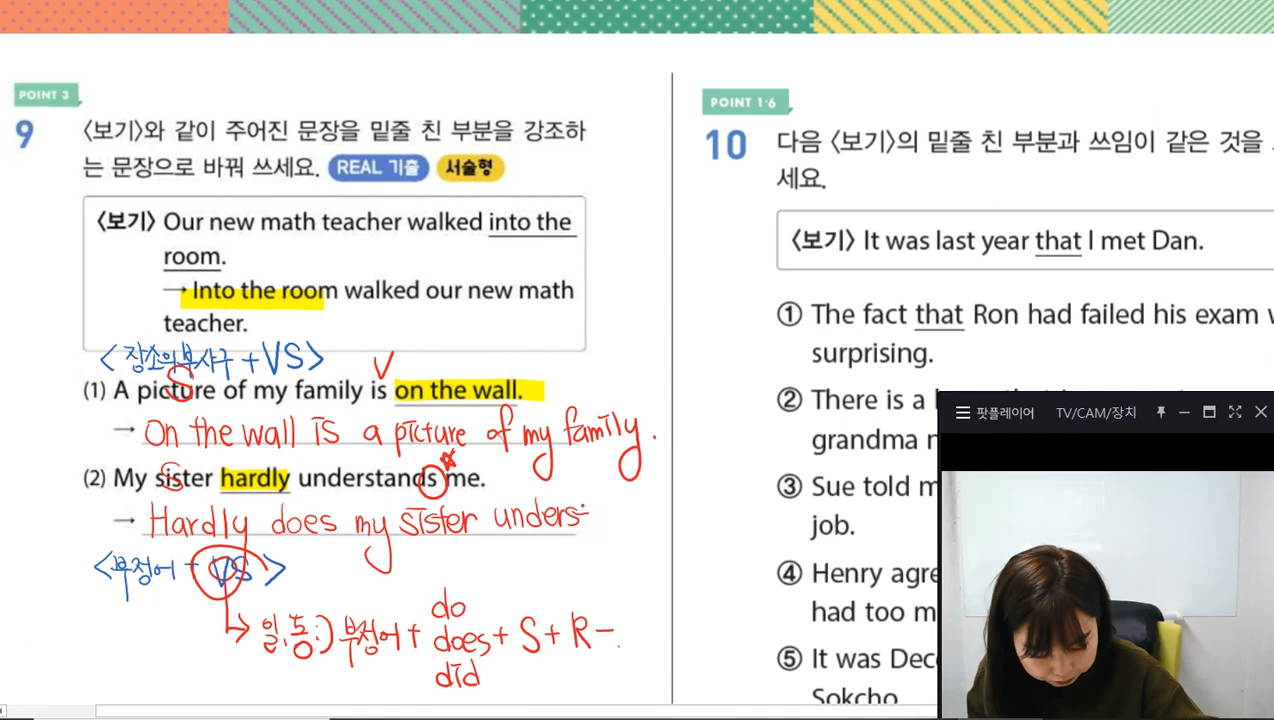 POINT 3
9 〈보기〉와 같이 주어진 문장을 밑줄 친 부분을 강조하
는 문장으로 바꿔 쓰세요. REAL 기출 서술형
〈보기〉 Our new math teacher walked into the
room.
→ Into the room walked our new math
teacher.
<장소의부사구 + VS>
S V
(1) A picture of my family is on the wall.
→ On the wall is a picture of my family.
S
(2) My sister hardly understands me.
→ Hardly does my sister unders
<부정어 + VS>
일.동:) 부정어 + do does did + S + R ~.
POINT 1·6
10 다음 〈보기〉의 밑줄 친 부분과 쓰임이 같은 것을
세요.
〈보기〉 It was last year that I met Dan.
① The fact that Ron had failed his exam
surprising.
② There is a
grandma
③ Sue told
job.
④ Henry agre
had too m
⑤ It was Dec
Sokcho
팟플레이어 TV/CAM/장치